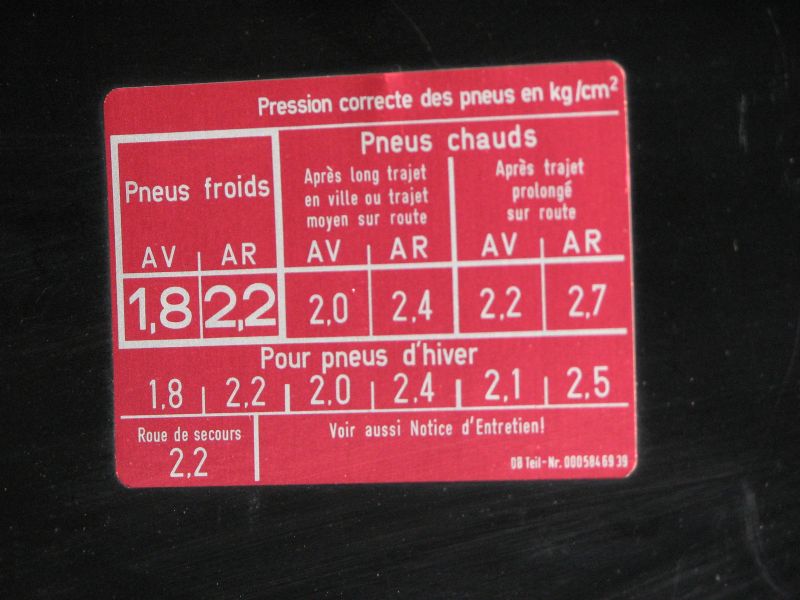 Pression correcte des pneus en kg/cm²
Pneus froids
AV AR
1,8 2,2
Pneus chauds
Après long trajet
en ville ou trajet
moyen sur route
AV AR
2.0 2.4
Après trajet
prolongé
sur route
AV AR
2,2 2,7
Pour pneus d'hiver
1,8 2,2 2,0 2,4 2,1 2,5
Roue de secours
2,2
Voir aussi Notice d'Entretien!
DB Teil-Nr. 000 584 69 39